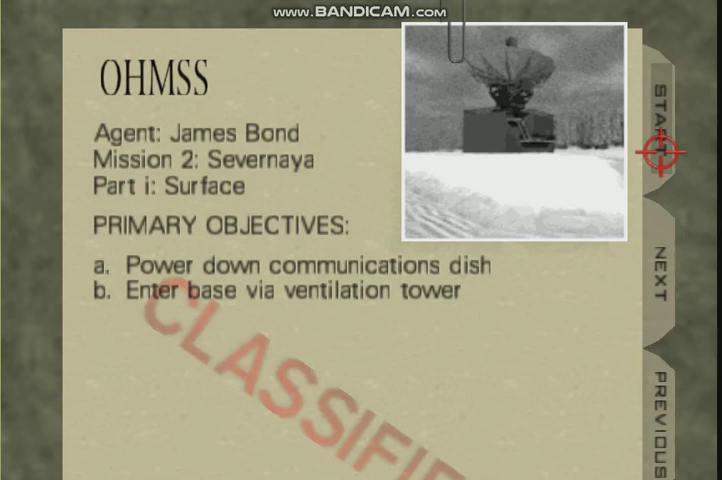 www.BANDICAM.com
OHMSS
Agent: James Bond
Mission 2: Severnaya
Part i: Surface
PRIMARY OBJECTIVES:
a. Power down communications dish
b. Enter base via ventilation tower
CLASSIFIE
START
NEXT
PREVIOUS